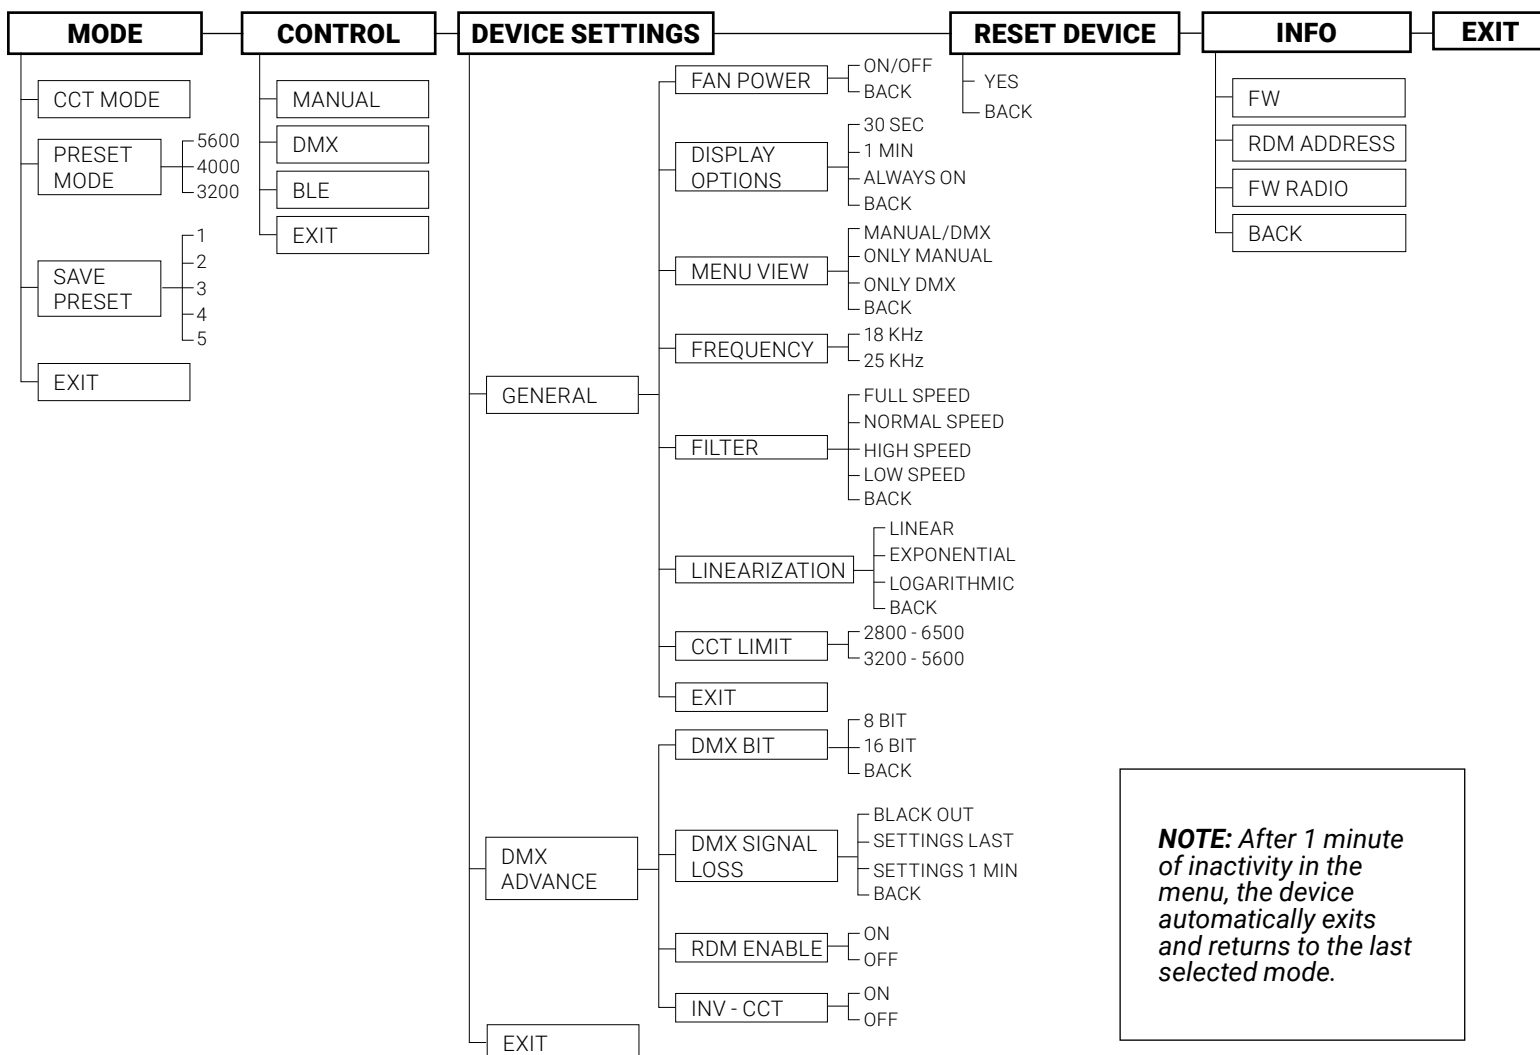 MODE
CONTROL
DEVICE SETTINGS
RESET DEVICE
INFO
EXIT
CCT MODE
PRESET
MODE
5600
4000
3200
SAVE
PRESET
1
2
3
4
5
EXIT
MANUAL
DMX
BLE
EXIT
GENERAL
FAN POWER
ON/OFF
BACK
DISPLAY
OPTIONS
30 SEC
1 MIN
ALWAYS ON
BACK
MENU VIEW
MANUAL/DMX
ONLY MANUAL
ONLY DMX
BACK
FREQUENCY
18 KHz
25 KHz
FILTER
FULL SPEED
NORMAL SPEED
HIGH SPEED
LOW SPEED
BACK
LINEARIZATION
LINEAR
EXPONENTIAL
LOGARITHMIC
BACK
CCT LIMIT
2800 - 6500
3200 - 5600
EXIT
DMX
ADVANCE
DMX BIT
8 BIT
16 BIT
BACK
DMX SIGNAL
LOSS
BLACK OUT
SETTINGS LAST
SETTINGS 1 MIN
BACK
RDM ENABLE
ON
OFF
INV - CCT
ON
OFF
EXIT
YES
BACK
FW
RDM ADDRESS
FW RADIO
BACK
NOTE: After 1 minute
of inactivity in the
menu, the device
automatically exits
and returns to the last
selected mode.